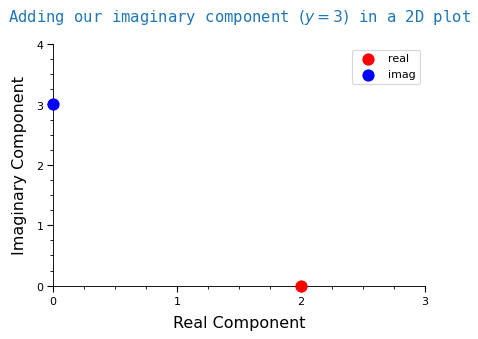 Adding our imaginary component (y = 3) in a 2D plot
real
imag
4
3
2
1
0
Imaginary Component
0 1 2 3
Real Component